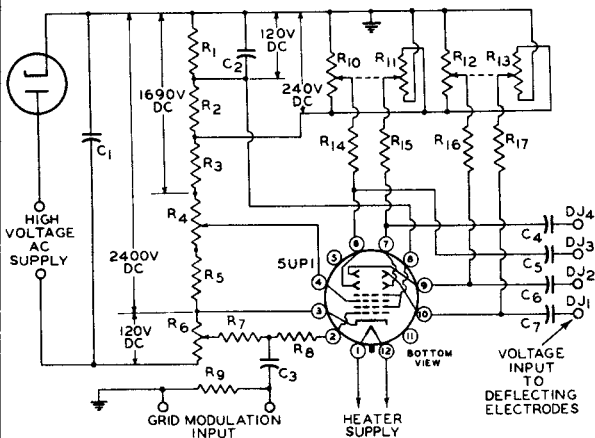 R1
120V
DC
C2
R10
R11
R12
R13
1690V
DC
R2
240V
DC
C1
R3
R14
R15
R16
R17
HIGH
VOLTAGE
AC
SUPPLY
R4
2400V
DC
R5
120V
DC
R6
R7
R8
C3
R9
GRID MODULATION
INPUT
5UP1
1
2
3
4
5
6
7
8
9
10
11
12
BOTTOM
VIEW
HEATER
SUPPLY
C4
DJ4
C5
DJ3
C6
DJ2
C7
DJ1
VOLTAGE
INPUT
TO
DEFLECTING
ELECTRODES